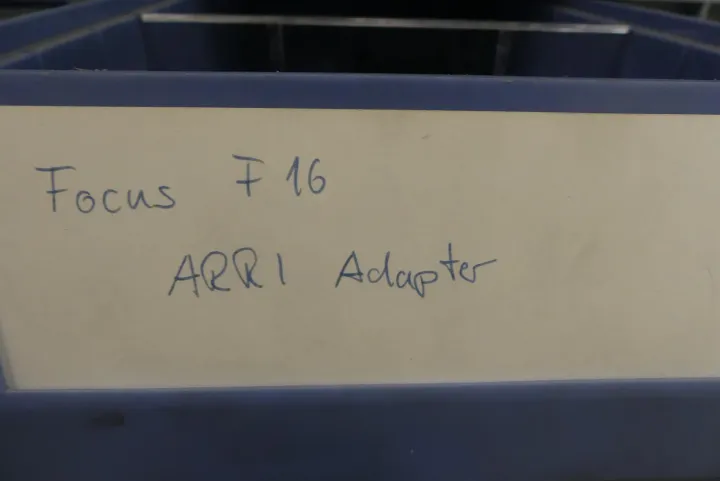 Focus F 16
ARRI Adapter